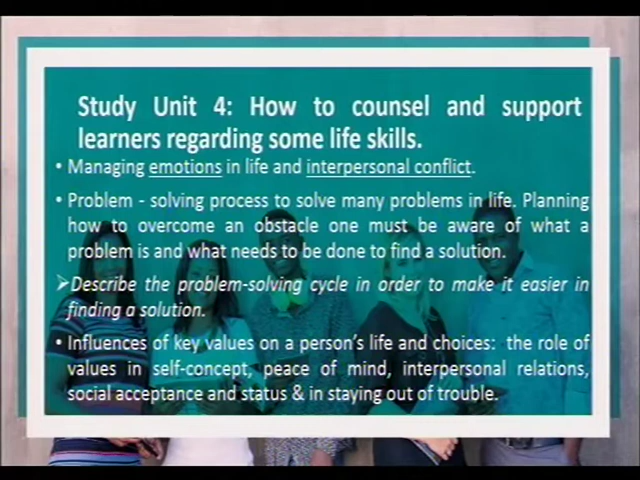 Study Unit 4: How to counsel and support
learners regarding some life skills.
• Managing emotions in life and interpersonal conflict.
• Problem - solving process to solve many problems in life. Planning
how to overcome an obstacle one must be aware of what a
problem is and what needs to be done to find a solution.
➢Describe the problem-solving cycle in order to make it easier in
finding a solution.
• Influences of key values on a person's life and choices: the role of
values in self-concept, peace of mind, interpersonal relations,
social acceptance and status & in staying out of trouble.